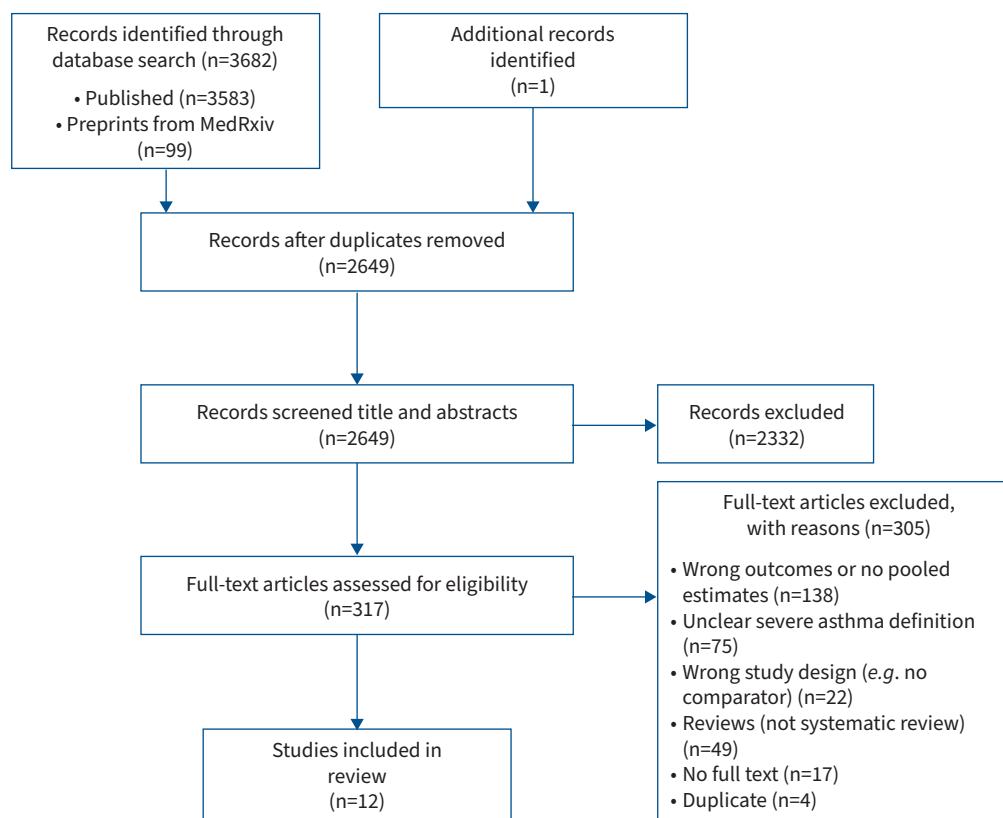 Records identified through
database search (n=3682)
• Published (n=3583)
• Preprints from MedRxiv
(n=99)
Additional records
identified
(n=1)
Records after duplicates removed
(n=2649)
Records screened title and abstracts
(n=2649)
Records excluded
(n=2332)
Full-text articles assessed for eligibility
(n=317)
Full-text articles excluded,
with reasons (n=305)
• Wrong outcomes or no pooled
estimates (n=138)
• Unclear severe asthma definition
(n=75)
• Wrong study design (e.g. no
comparator) (n=22)
• Reviews (not systematic review)
(n=49)
• No full text (n=17)
• Duplicate (n=4)
Studies included in
review
(n=12)